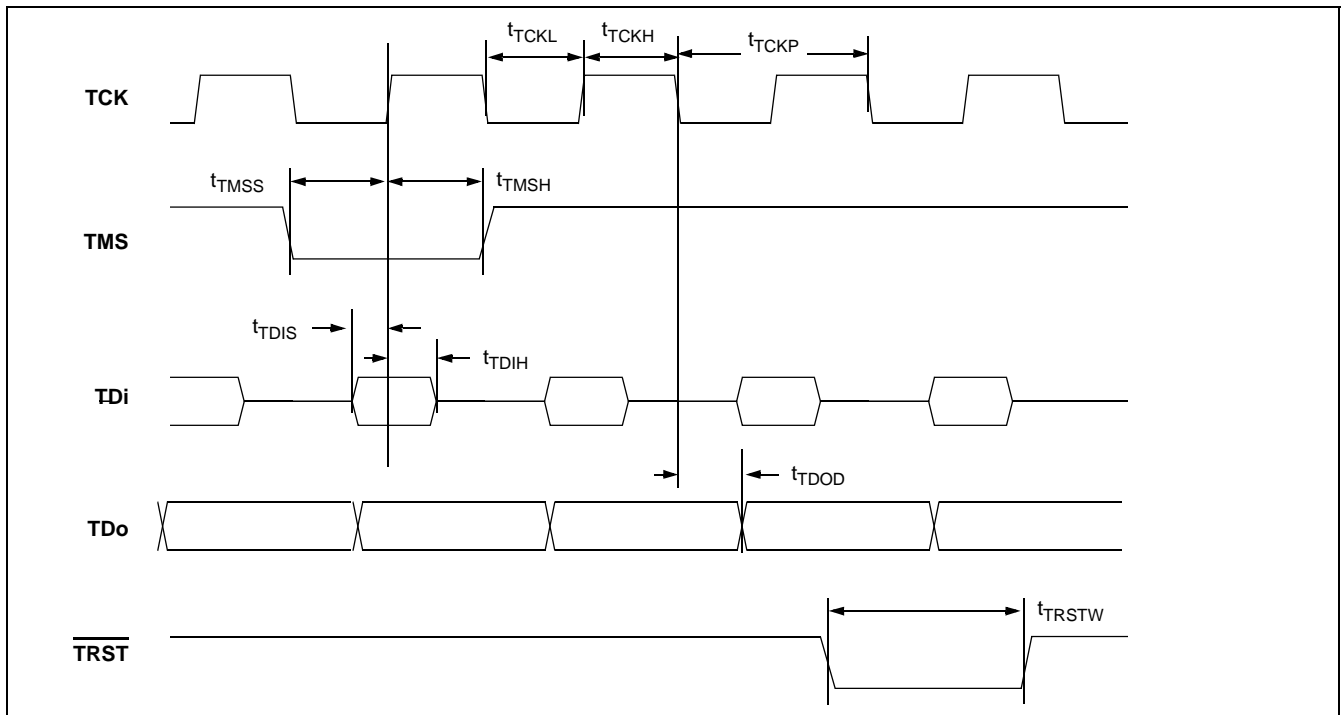 tTCKL tTCKH tTCKP
TCK
tTMSS tTMSH
TMS
tTDIS
tTDIH
TDi
tTDOD
TDo
tTRSTW
TRST